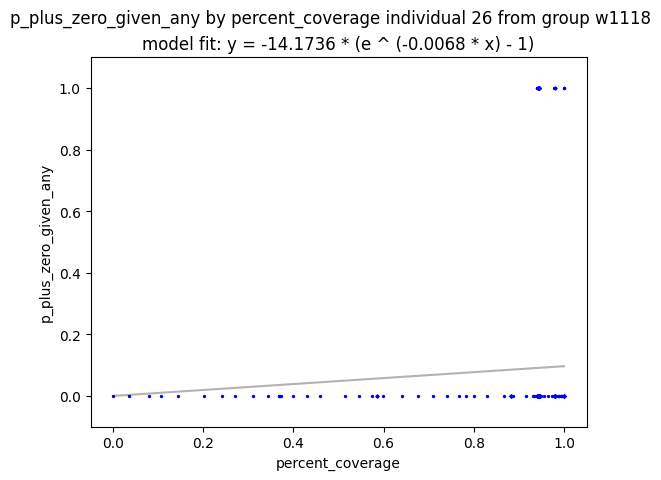 p_plus_zero_given_any by percent_coverage individual 26 from group w1118
model fit: y = -14.1736 * (e ^ (-0.0068 * x) - 1)
1.0
0.8
0.6
0.4
0.2
0.0
p_plus_zero_given_any
0.0 0.2 0.4 0.6 0.8 1.0
percent_coverage